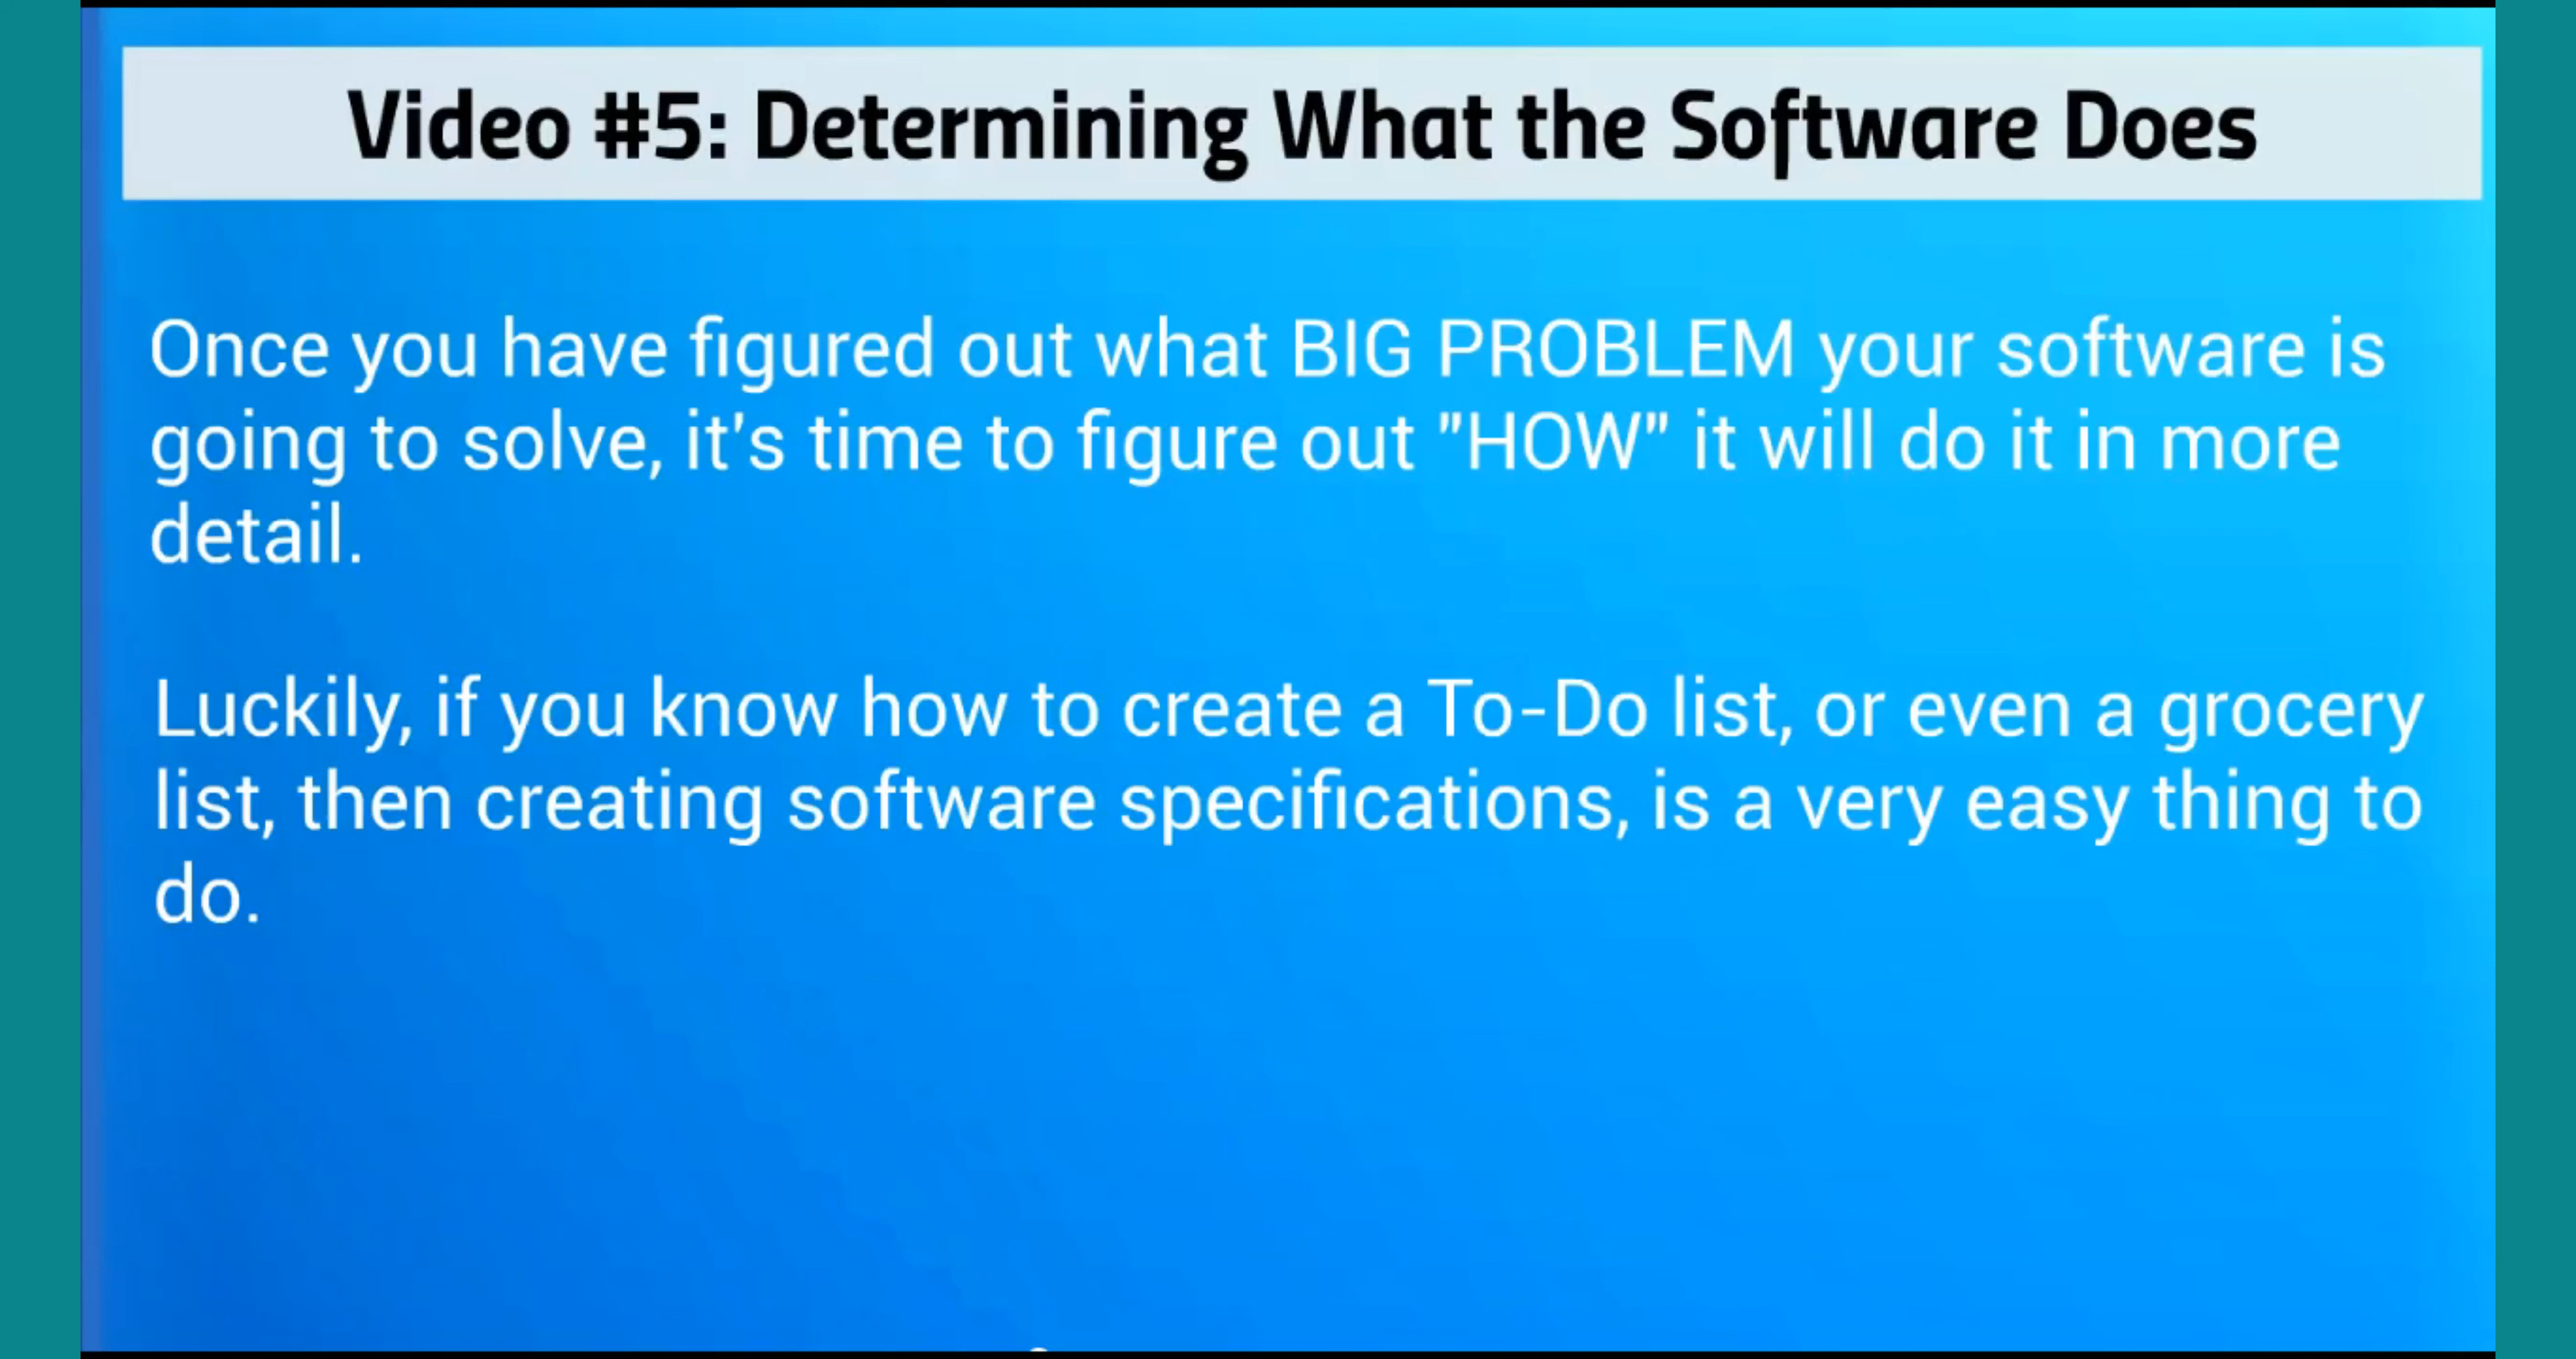 Video #5: Determining What the Software Does
Once you have figured out what BIG PROBLEM your software is
going to solve, it's time to figure out "HOW" it will do it in more
detail.
Luckily, if you know how to create a To-Do list, or even a grocery
list, then creating software specifications, is a very easy thing to
do.